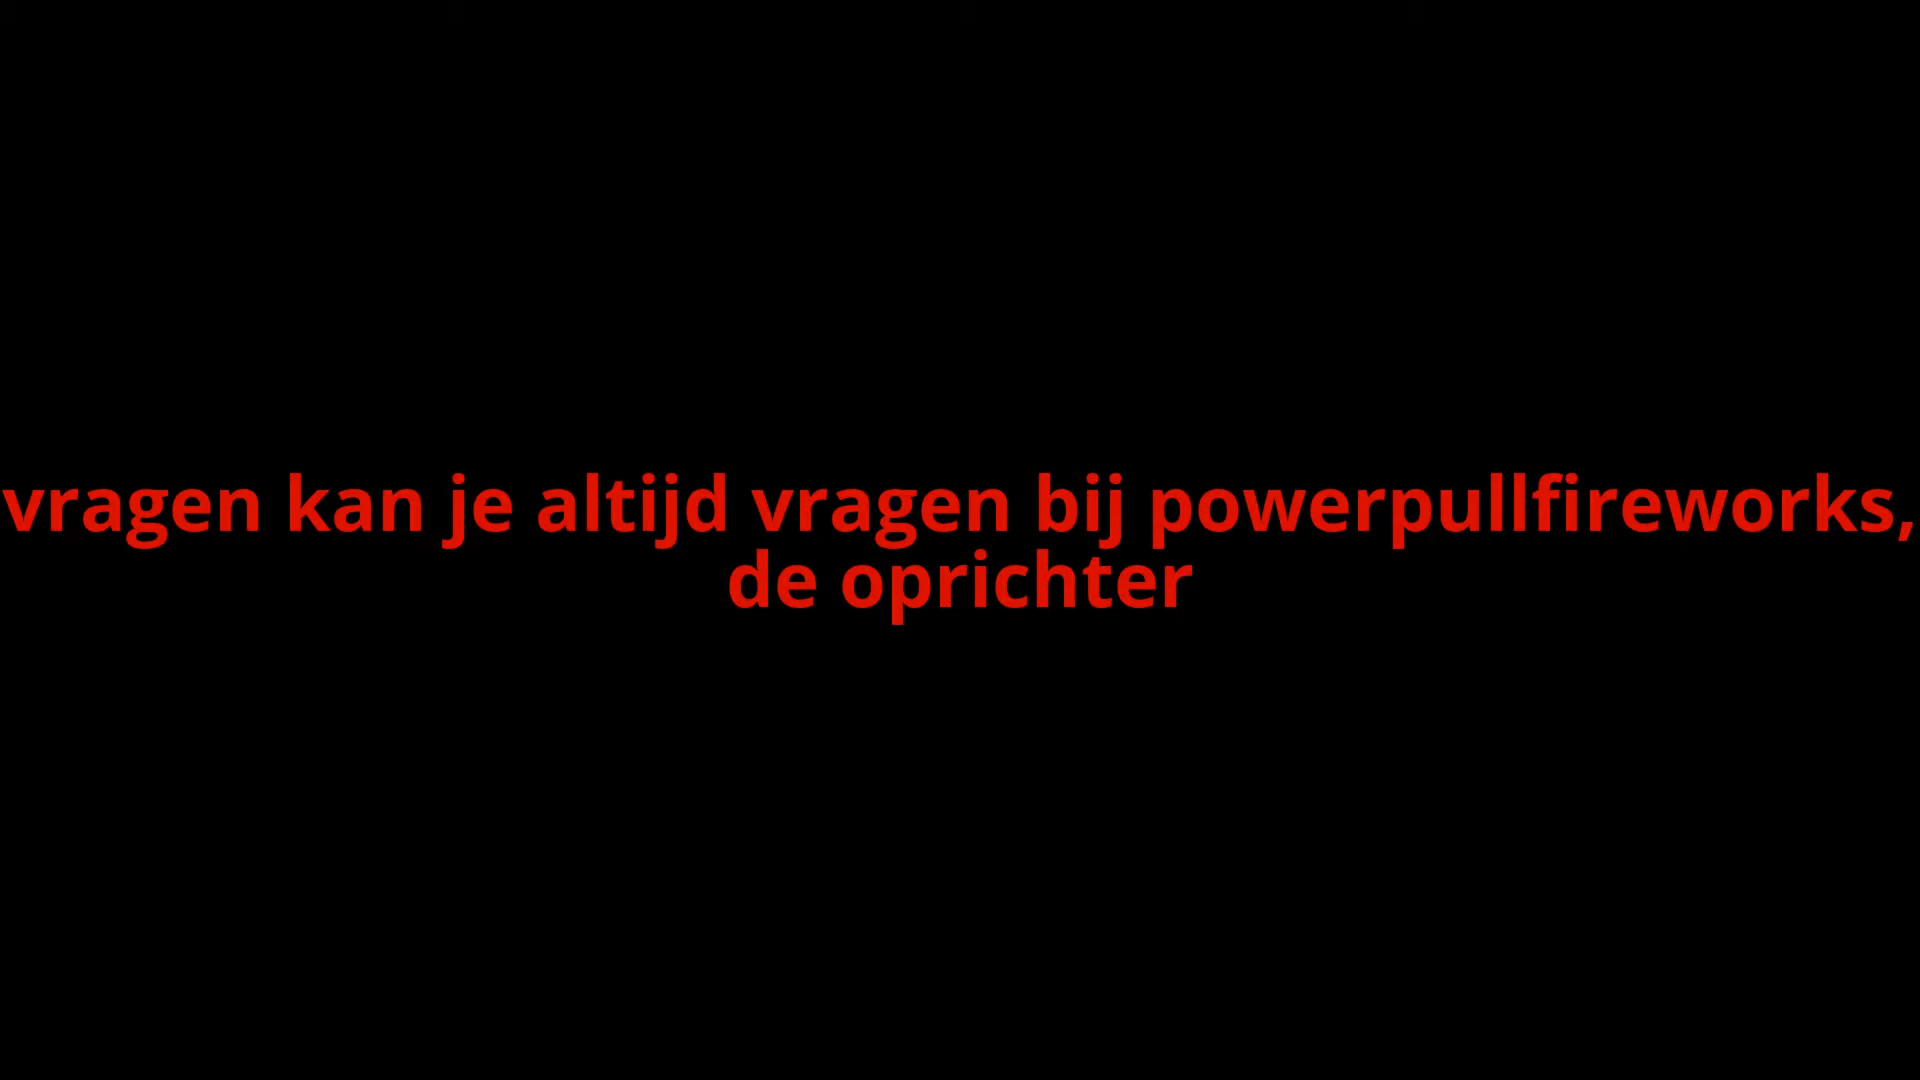 vragen kan je altijd vragen bij powerpullfireworks,
de oprichter